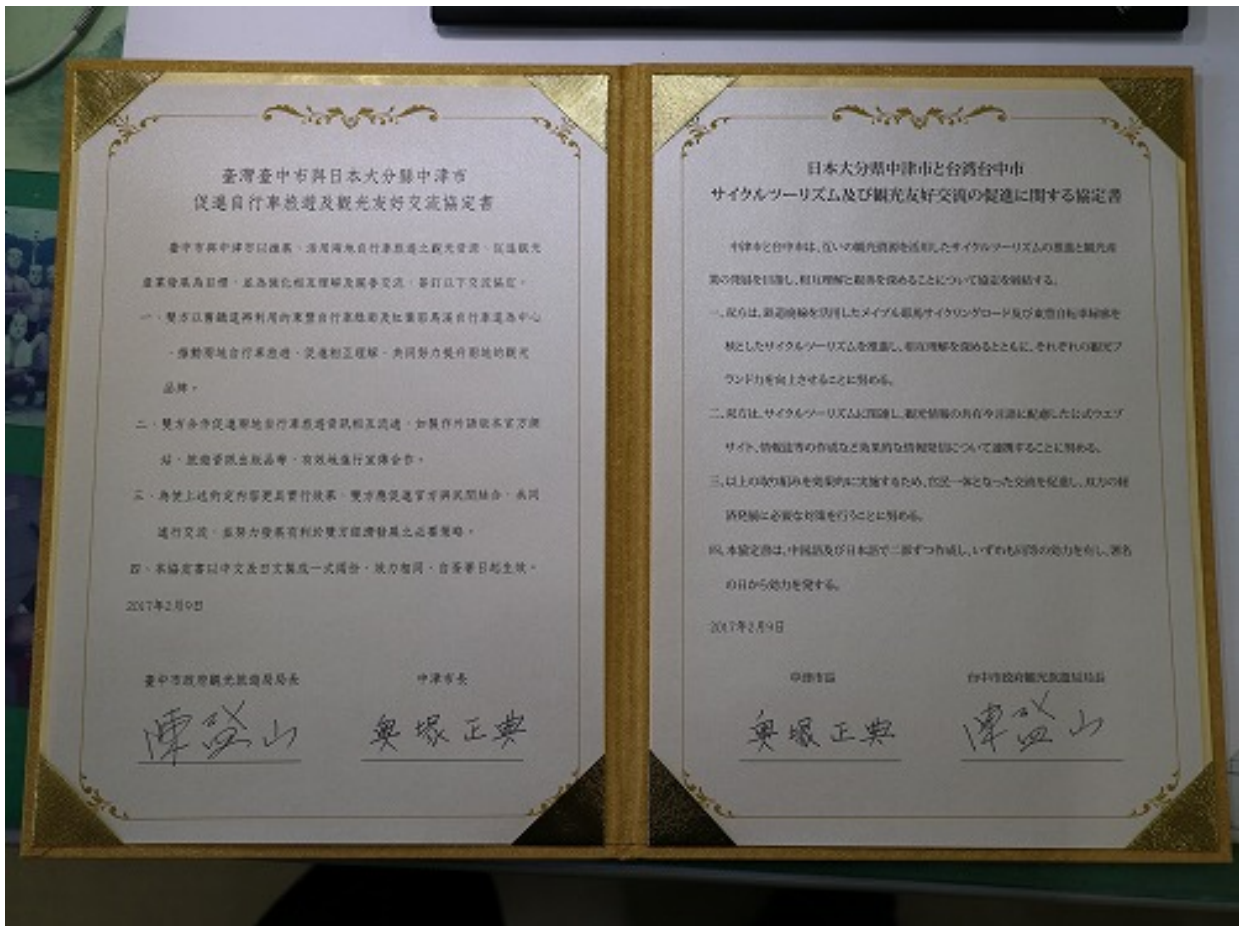 臺灣臺中市與日本大分縣中津市
促進自行車旅遊及觀光友好交流協定書
臺中市與中津市以推展、活用兩地自行車旅遊之觀光資源、促進觀光
產業發展為目標,並為強化相互理解及親善交流,簽訂以下交流協定。
一、雙方以舊鐵道再利用的東豐自行車綠廊及紅葉耶馬溪自行車道為中心
,推動兩地自行車旅遊、促進相互理解、共同努力提升兩地的觀光
品牌。
二、雙方合作促進兩地自行車旅遊資訊相互流通,如製作外語版本官方網
站、旅遊資訊出版品等,有效地進行宣傳合作。
三、為使上述約定內容更具實行效果,雙方應促進官方與民間結合,共同
進行交流,並努力發展有利於雙方經濟發展之必要策略。
四、本協定書以中文及日文製成一式兩份,效力相同,自簽署日起生效。
2017年2月9日
臺中市政府觀光旅遊局局長 中津市長
陳盛山 奥塚正典
日本大分県中津市と台湾台中市
サイクルツーリズム及び観光友好交流の促進に関する協定書
中津市と台中市は、互いの観光資源を活用したサイクルツーリズムの推進と観光産
業の発展を目指し、相互理解と親善を深めることについて協定を締結する。
一、双方は、鉄道廃線を活用したメイプル耶馬サイクリングロード及び東豊自転車緑廊を
核としたサイクルツーリズムを推進し、相互理解を深めるとともに、それぞれの観光ブ
ランド力を向上させることに努める。
二、双方は、サイクルツーリズムに関連し、観光情報の共有や言語に配慮した公式ウエブ
サイト、情報誌等の作成など効果的な情報発信について連携することに努める。
三、以上の取り組みを効果的に実施するため、官民一体となった交流を促進し、双方の経
済発展に必要な対策を行うことに努める。
四、本協定書は、中国語及び日本語で二部ずつ作成し、いずれも同等の効力を有し、署名
の日から効力を発する。
2017年2月9日
中津市長 台中市政府観光旅遊局局長
奥塚正典 陳盛山